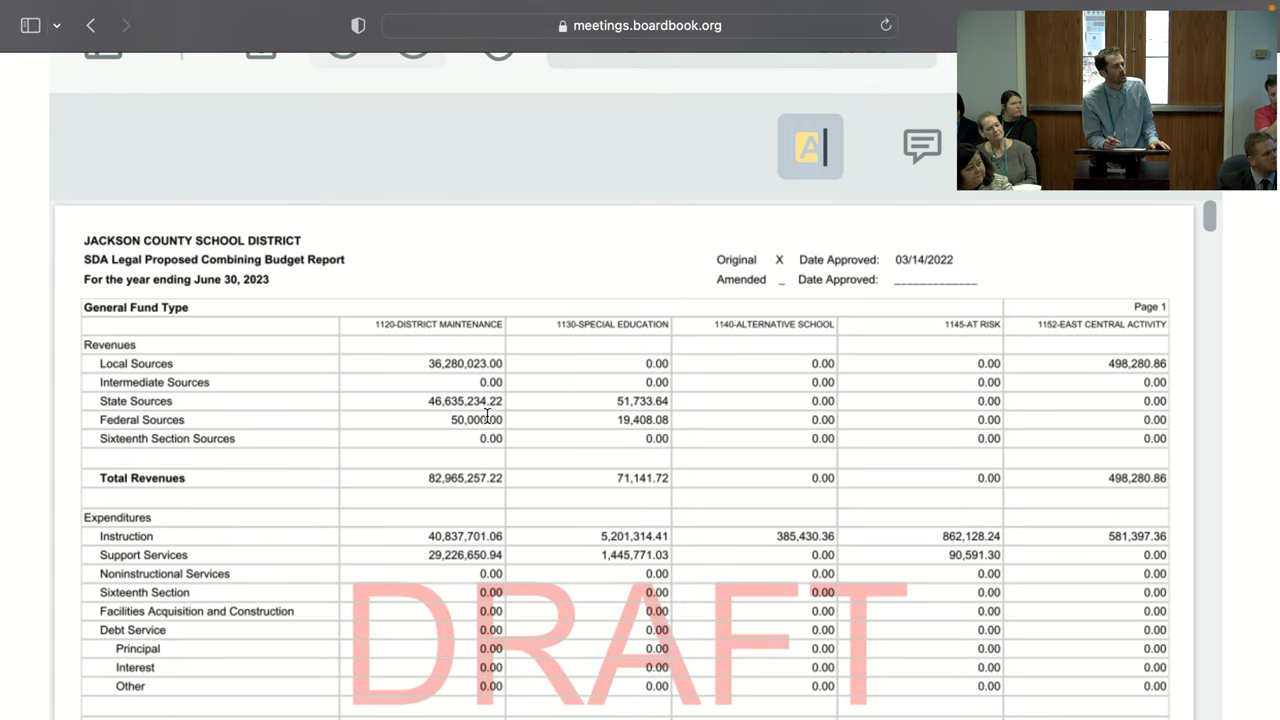 meetings.boardbook.org
A
JACKSON COUNTY SCHOOL DISTRICT
SDA Legal Proposed Combining Budget Report
Original X Date Approved: 03/14/2022
For the year ending June 30, 2023
Amended _ Date Approved: _____________
General Fund Type Page 1
1120-DISTRICT MAINTENANCE 1130-SPECIAL EDUCATION 1140-ALTERNATIVE SCHOOL 1145-AT RISK 1152-EAST CENTRAL ACTIVITY
Revenues
Local Sources 36,280,023.00 0.00 0.00 0.00 498,280.86
Intermediate Sources 0.00 0.00 0.00 0.00 0.00
State Sources 46,635,234.22 51,733.64 0.00 0.00 0.00
Federal Sources 50,000.00 19,408.08 0.00 0.00 0.00
Sixteenth Section Sources 0.00 0.00 0.00 0.00 0.00
Total Revenues 82,965,257.22 71,141.72 0.00 0.00 498,280.86
Expenditures
Instruction 40,837,701.06 5,201,314.41 385,430.36 862,128.24 581,397.36
Support Services 29,226,650.94 1,445,771.03 0.00 90,591.30 0.00
Noninstructional Services 0.00 0.00 0.00 0.00 0.00
Sixteenth Section 0.00 0.00 0.00 0.00 0.00
Facilities Acquisition and Construction 0.00 0.00 0.00 0.00 0.00
Debt Service 0.00 0.00 0.00 0.00 0.00
Principal 0.00 0.00 0.00 0.00 0.00
Interest 0.00 0.00 0.00 0.00 0.00
Other 0.00 0.00 0.00 0.00 0.00
DRAFT